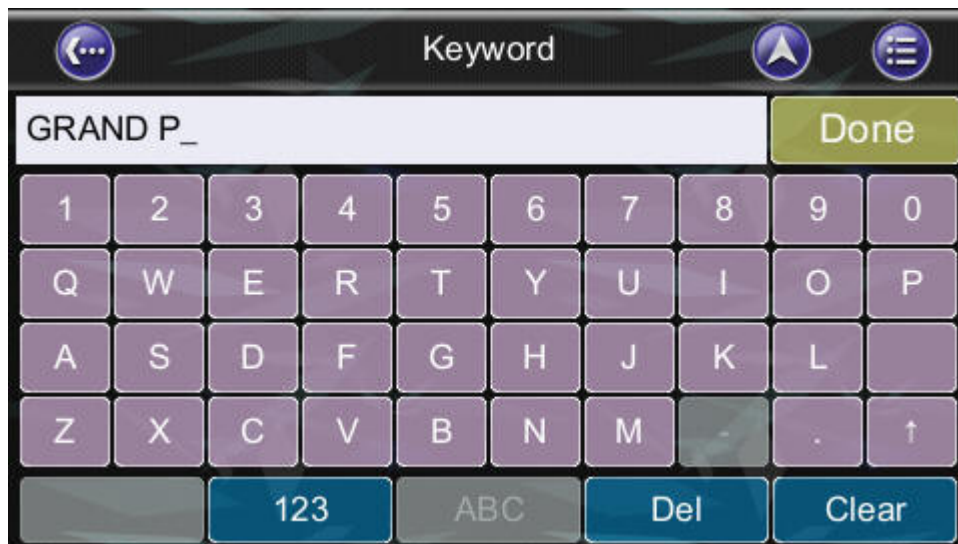 Keyword
GRAND P_
Done
1 2 3 4 5 6 7 8 9 0
Q W E R T Y U I O P
A S D F G H J K L
Z X C V B N M - . ↑
123 ABC Del Clear